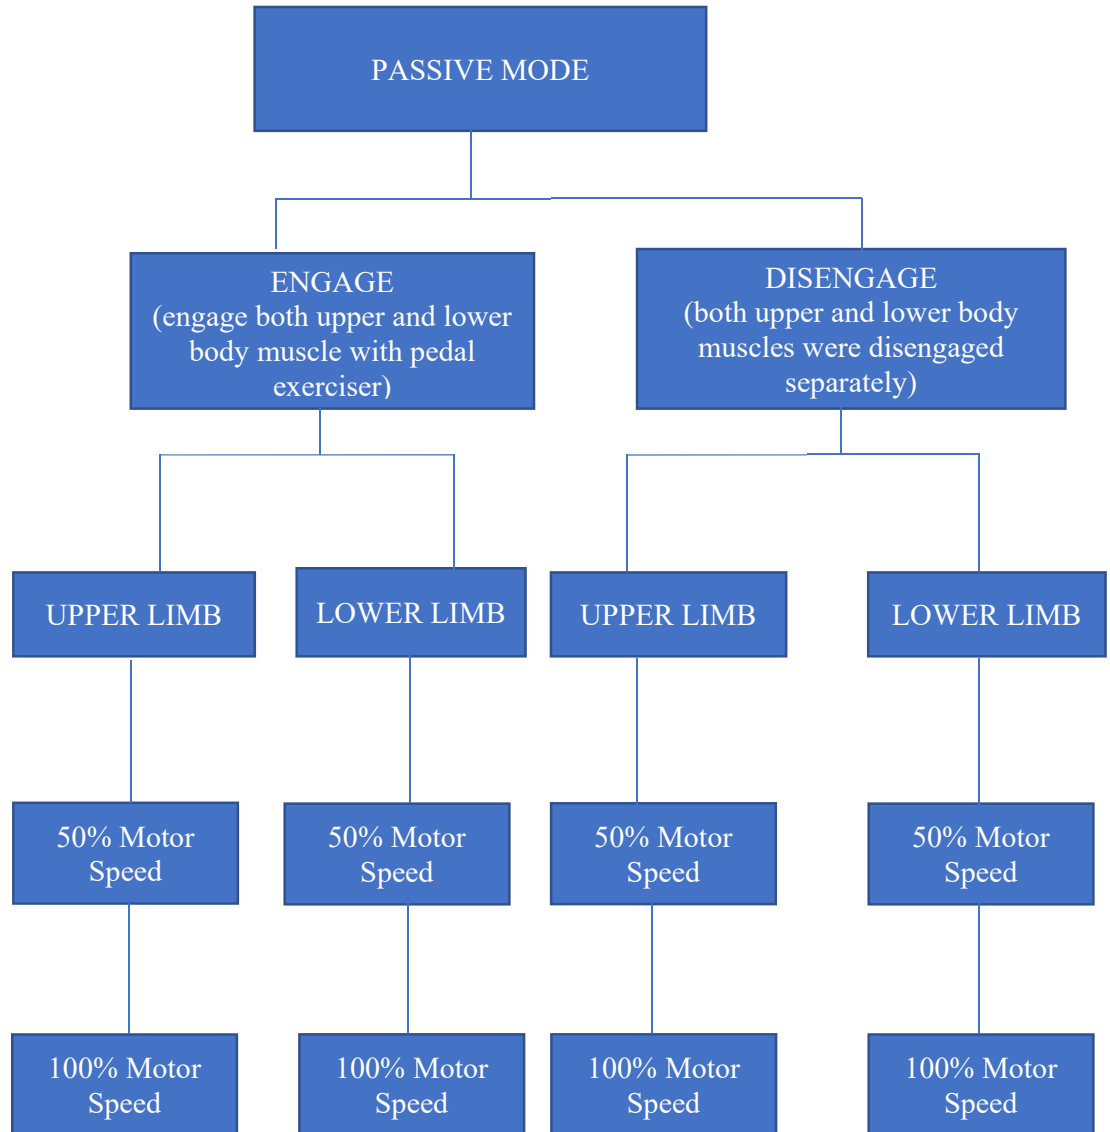 PASSIVE MODE
ENGAGE
(engage both upper and lower
body muscle with pedal
exerciser)
DISENGAGE
(both upper and lower body
muscles were disengaged
separately)
UPPER LIMB
LOWER LIMB
UPPER LIMB
LOWER LIMB
50% Motor
Speed
50% Motor
Speed
50% Motor
Speed
50% Motor
Speed
100% Motor
Speed
100% Motor
Speed
100% Motor
Speed
100% Motor
Speed